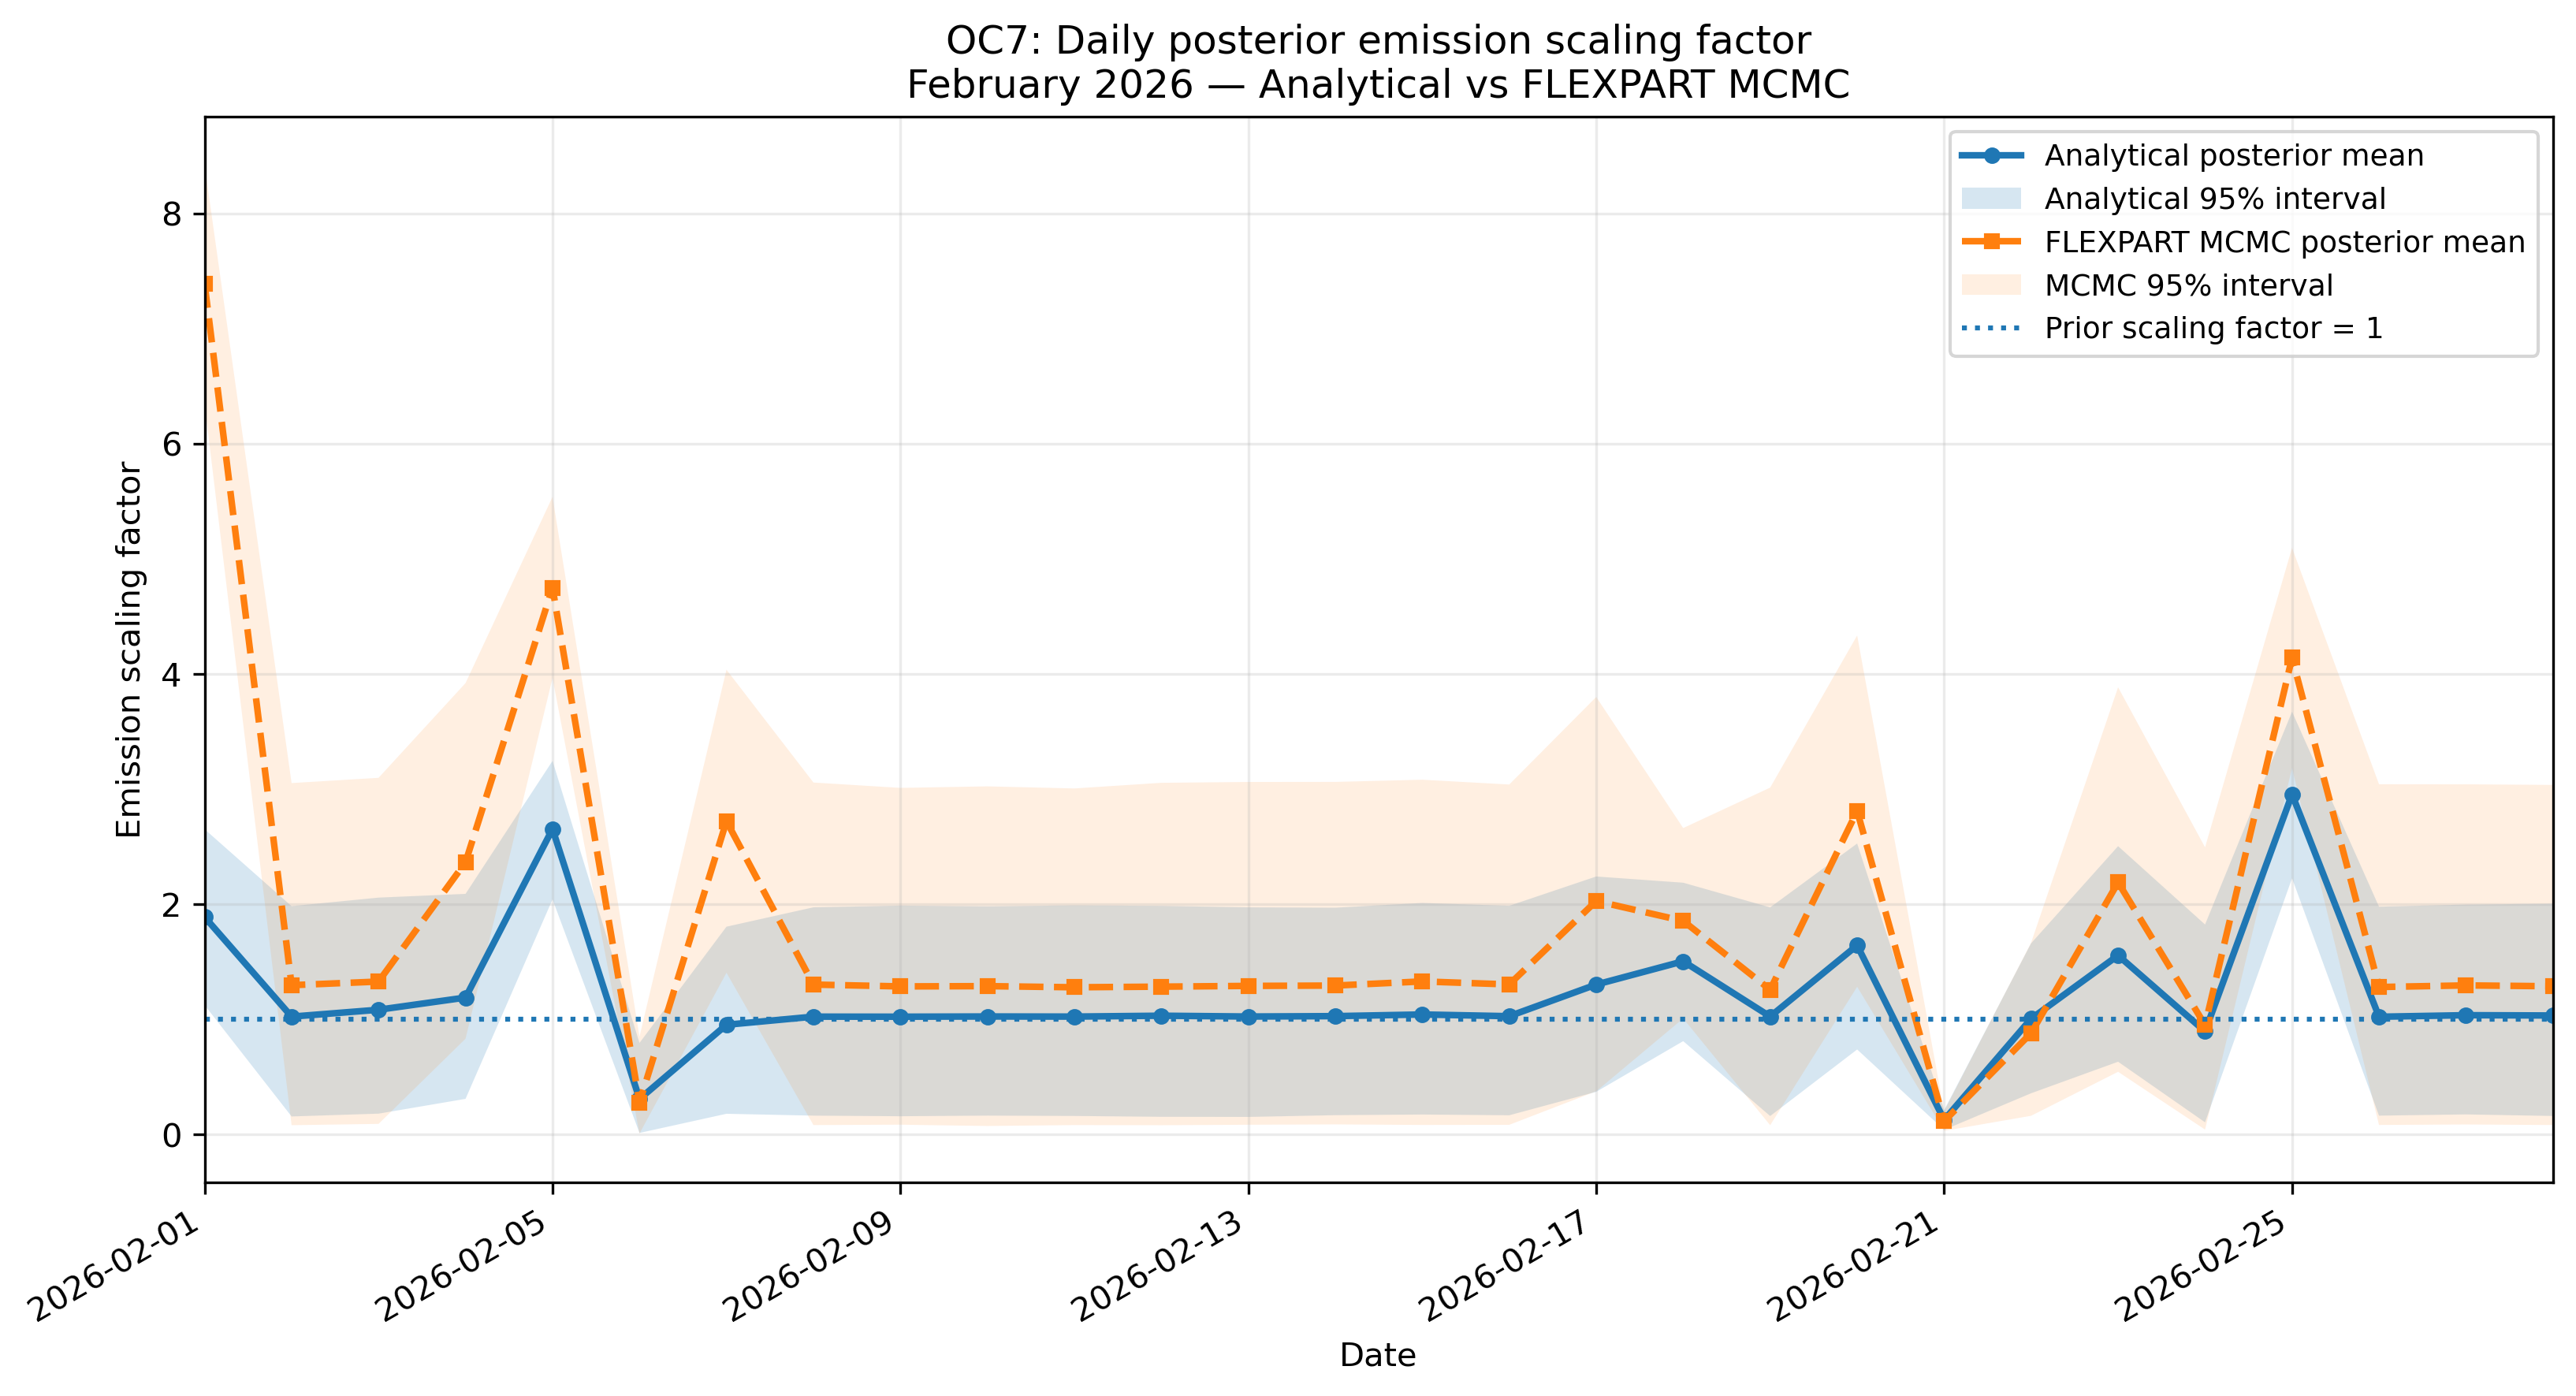 OC7: Daily posterior emission scaling factor
February 2026 — Analytical vs FLEXPART MCMC
Analytical posterior mean
Analytical 95% interval
FLEXPART MCMC posterior mean
MCMC 95% interval
Prior scaling factor = 1
Emission scaling factor
8
6
4
2
0
2026-02-01
2026-02-05
2026-02-09
2026-02-13
2026-02-17
2026-02-21
2026-02-25
Date